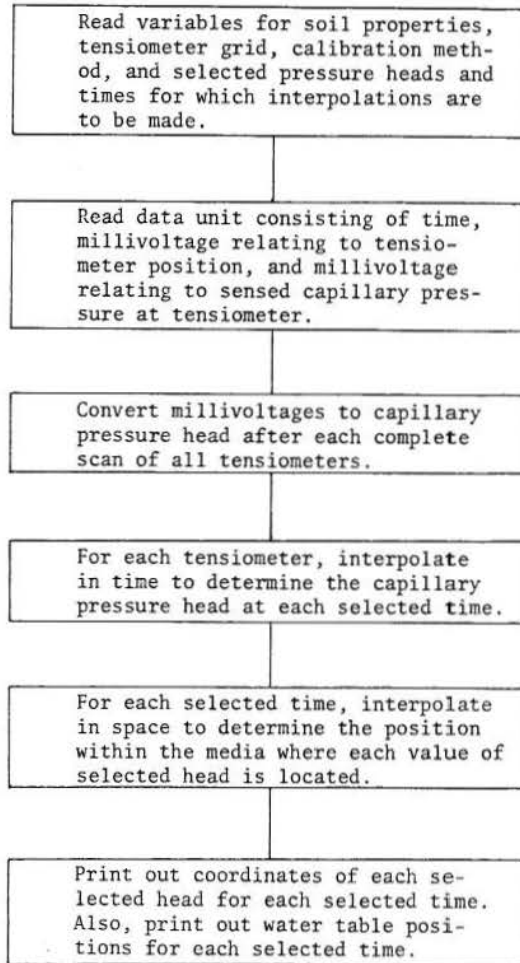 Read variables for soil properties,
tensiometer grid, calibration meth-
od, and selected pressure heads and
times for which interpolations are
to be made.
Read data unit consisting of time,
millivoltage relating to tensio-
meter position, and millivoltage
relating to sensed capillary pres-
sure at tensiometer.
Convert millivoltages to capillary
pressure head after each complete
scan of all tensiometers.
For each tensiometer, interpolate
in time to determine the capillary
pressure head at each selected time.
For each selected time, interpolate
in space to determine the position
within the media where each value of
selected head is located.
Print out coordinates of each se-
lected head for each selected time.
Also, print out water table posi-
tions for each selected time.